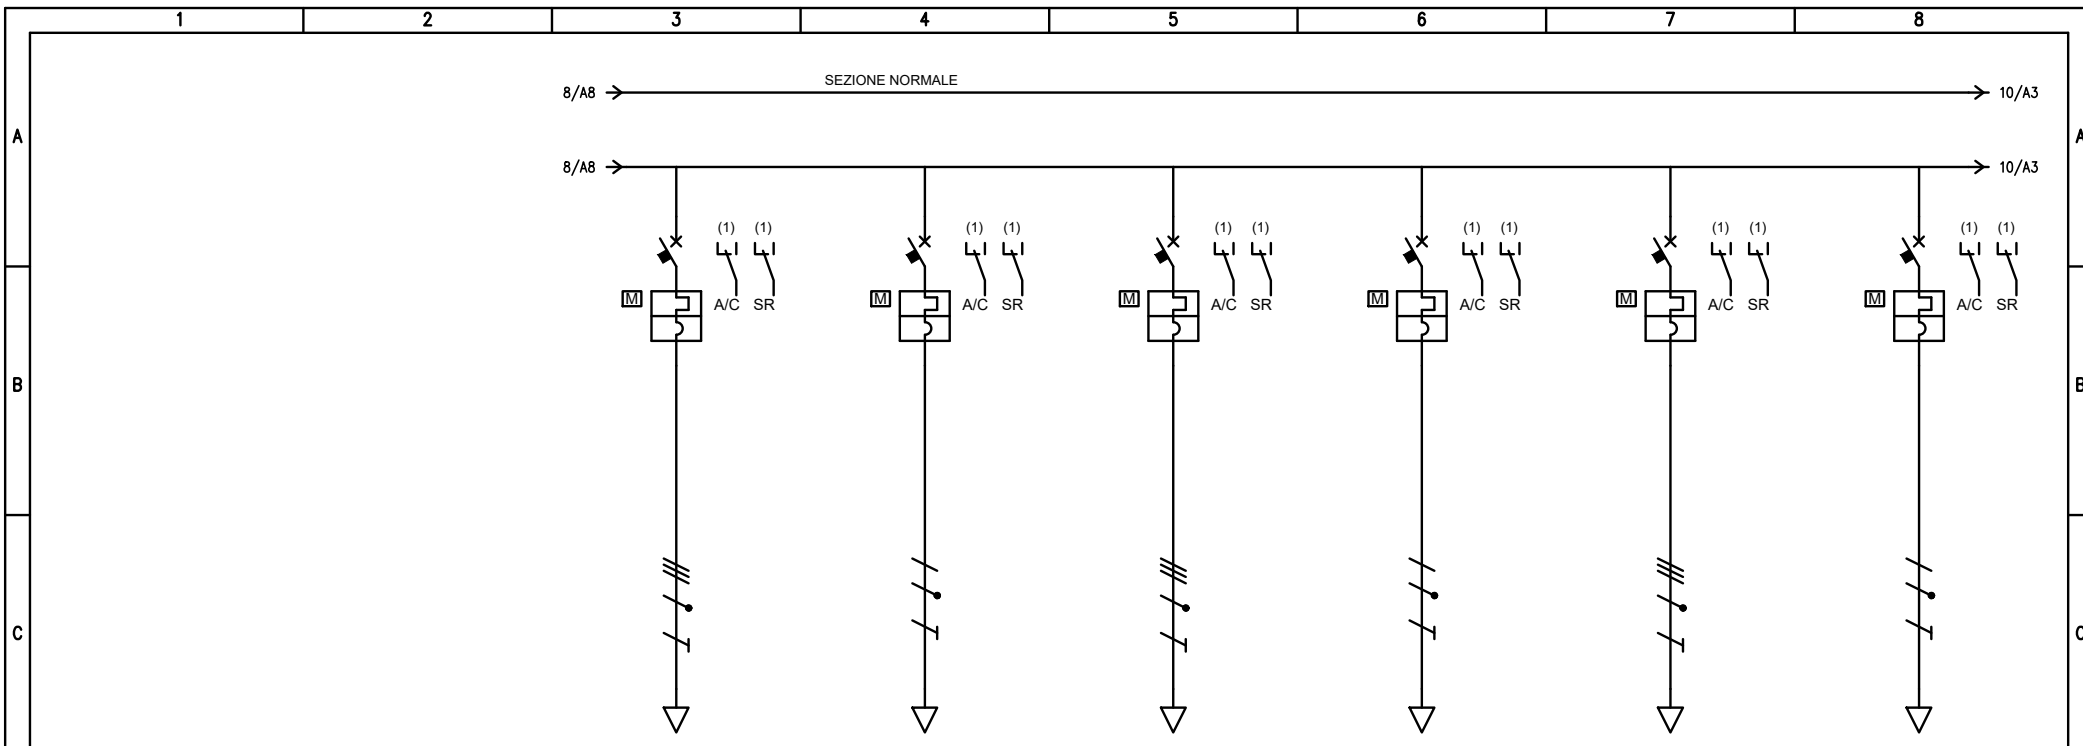 1 2 3 4 5 6 7 8
SEZIONE NORMALE
8/A8 10/A3
A A
8/A8 10/A3
(1) (1) (1) (1) (1) (1) (1) (1) (1) (1) (1) (1)
M A/C SR M A/C SR M A/C SR M A/C SR M A/C SR M A/C SR
B B
C C